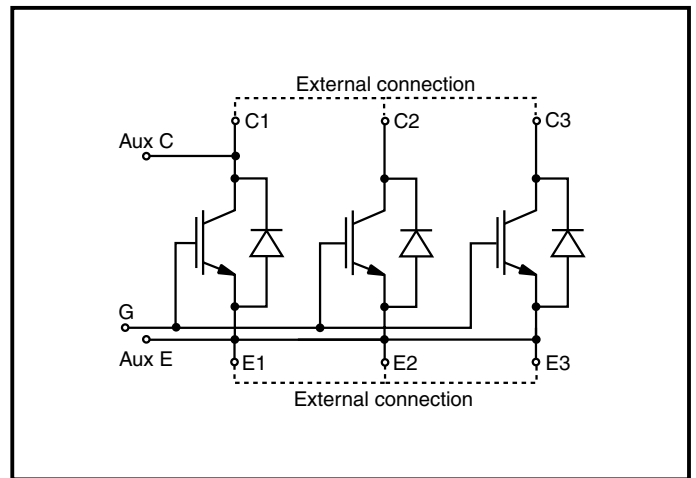 External connection
C1
C2
C3
Aux C
G
Aux E
E1
E2
E3
External connection